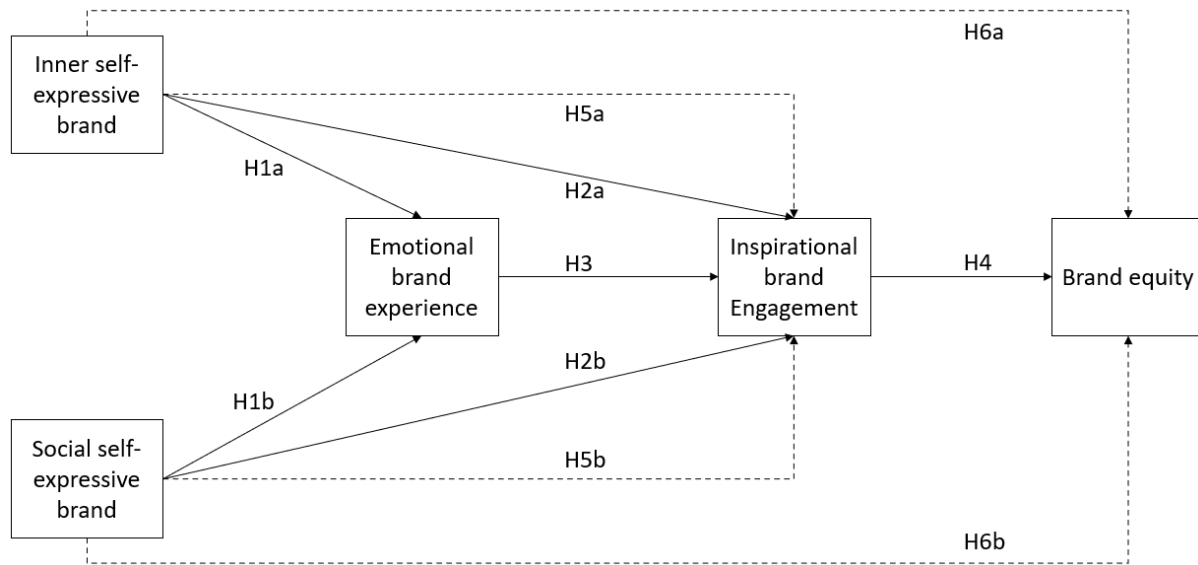 H6a
Inner self-
expressive
brand
H5a
H1a
H2a
Emotional
brand
experience
H3
Inspirational
brand
Engagement
H4
Brand equity
H2b
H1b
Social self-
expressive
brand
H5b
H6b